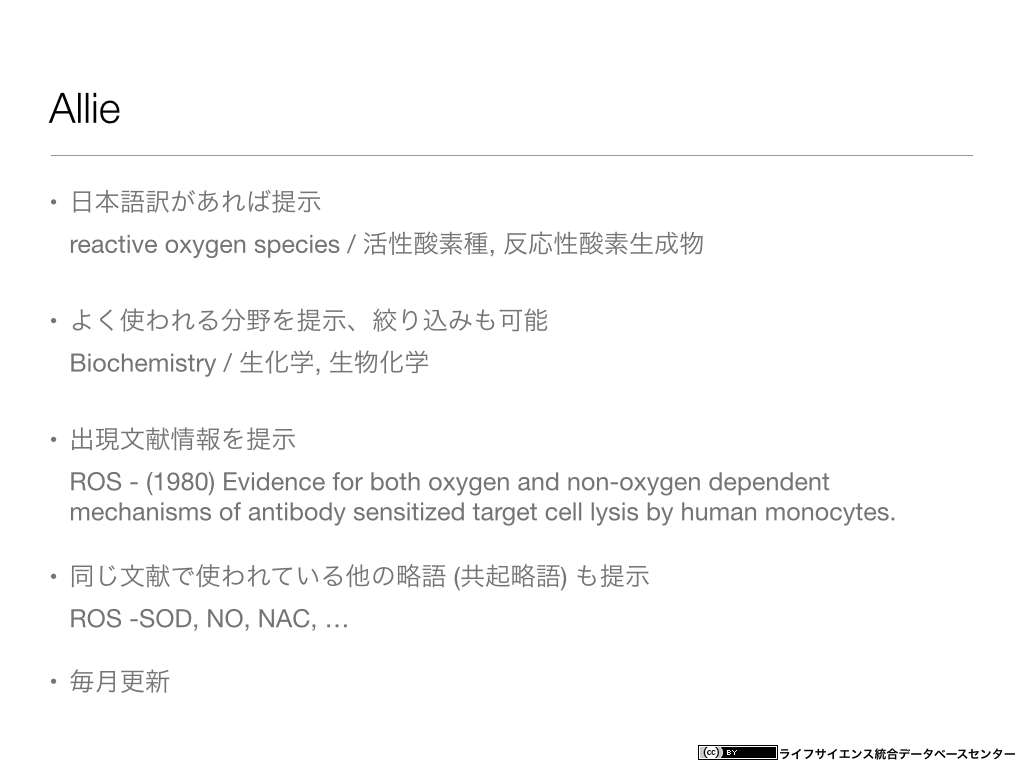 Allie
• 日本語訳があれば提示
reactive oxygen species / 活性酸素種, 反応性酸素生成物
• よく使われる分野を提示、絞り込みも可能
Biochemistry / 生化学, 生物化学
• 出現文献情報を提示
ROS - (1980) Evidence for both oxygen and non-oxygen dependent
mechanisms of antibody sensitized target cell lysis by human monocytes.
• 同じ文献で使われている他の略語 (共起略語) も提示
ROS -SOD, NO, NAC, …
• 毎月更新
(cc) BY ライフサイエンス統合データベースセンター